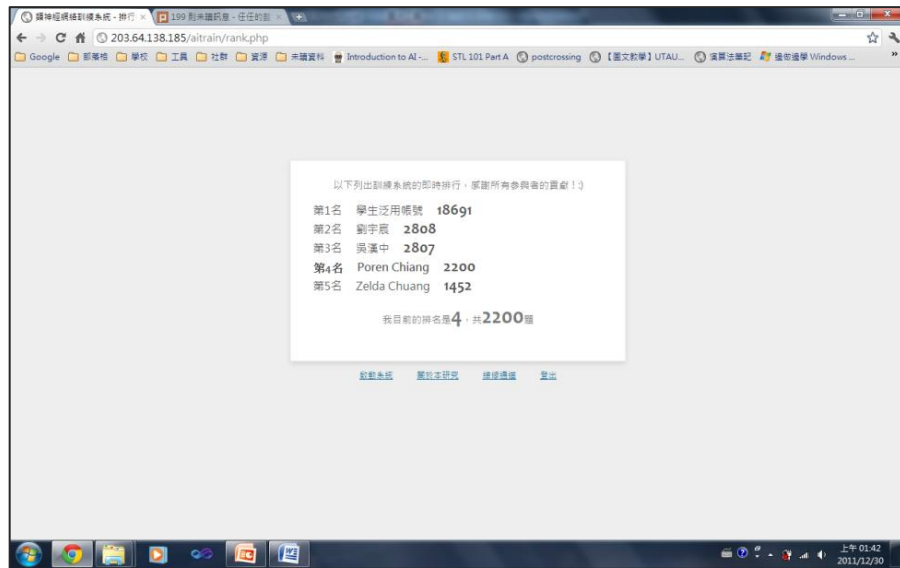 類神經網絡訓練系統 - 排行
199 則未讀訊息 - 任任的部
203.64.138.185/aitrain/rank.php
Google 部落格 學校 工具 社群 資源 未讀資料 Introduction to AI -... STL 101 Part A postcrossing 【圖文教學】UTAU... 演算法筆記 邊做邊學 Windows ... »
以下列出訓練系統的即時排行，感謝所有參與者的貢獻！:)
第1名 學生泛用帳號 18691
第2名 劉宇宸 2808
第3名 吳漢中 2807
第4名 Poren Chiang 2200
第5名 Zelda Chuang 1452
我目前的排名是4，共2200題
啟動系統 關於本研究 維修通道 登出
上午 01:42
2011/12/30